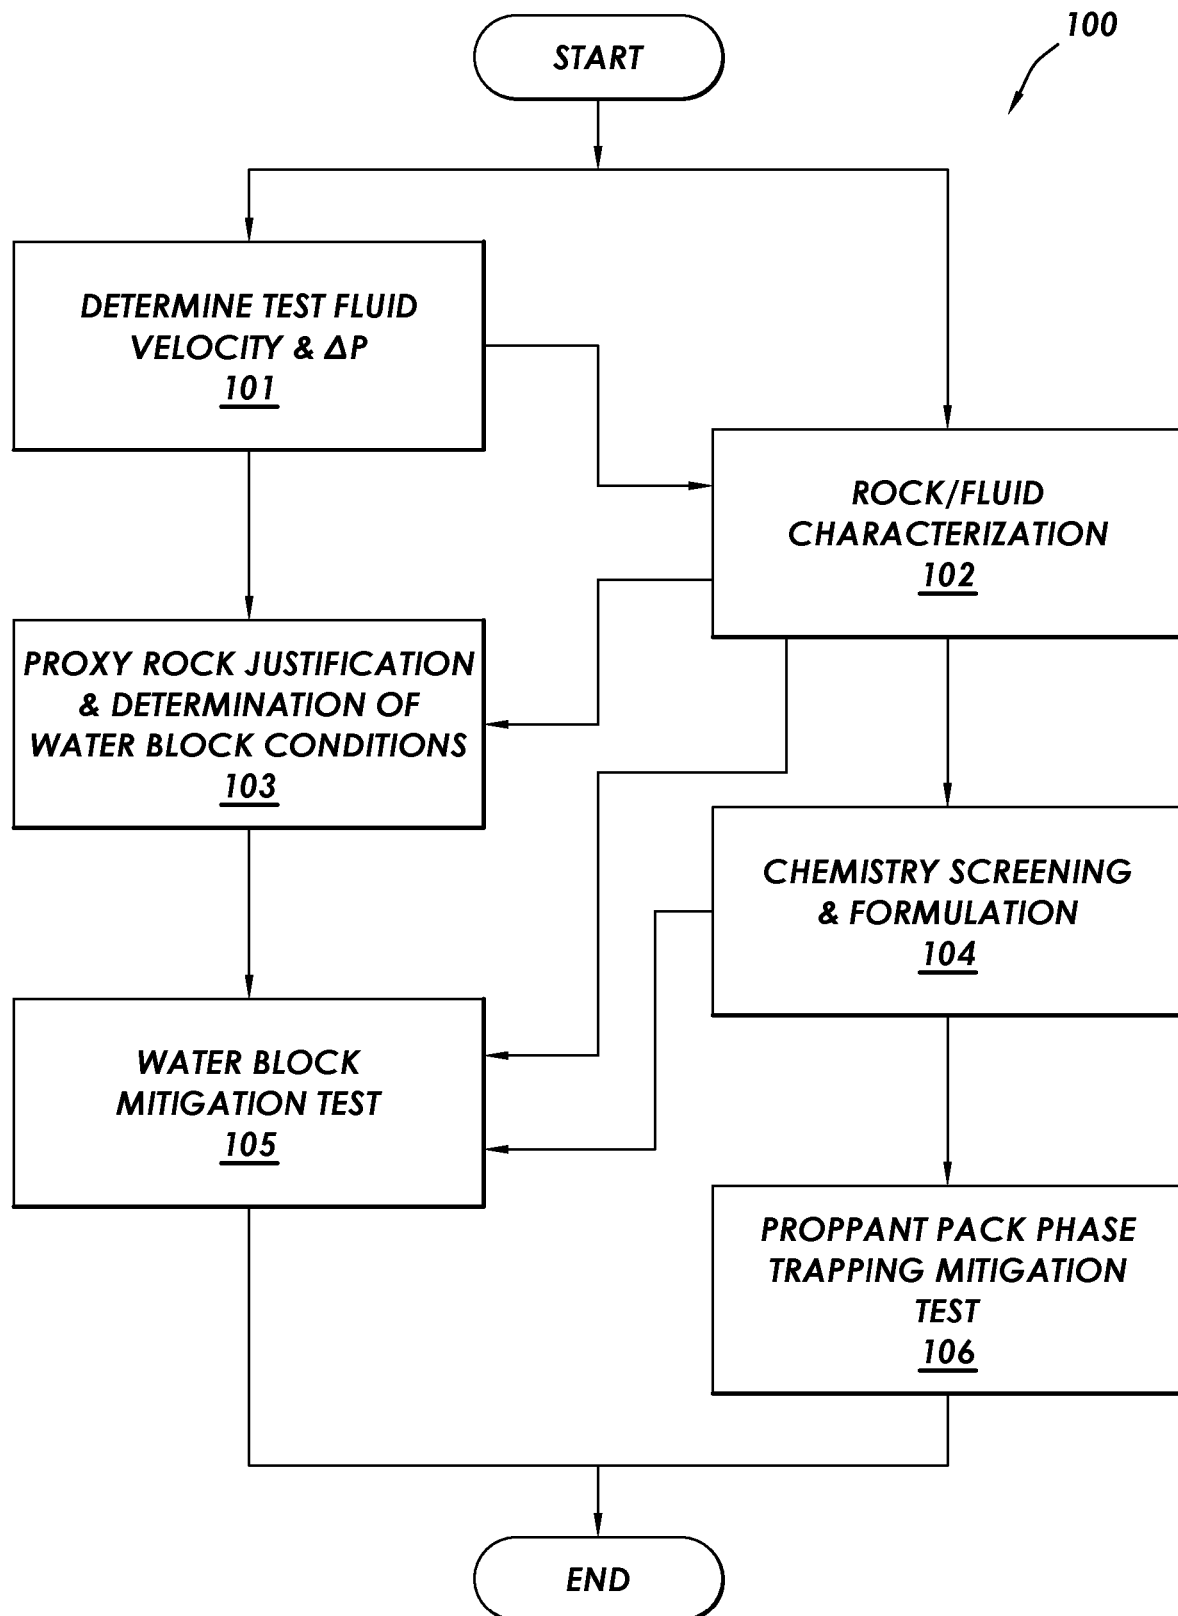 100
START
DETERMINE TEST FLUID
VELOCITY & ΔP
101
ROCK/FLUID
CHARACTERIZATION
102
PROXY ROCK JUSTIFICATION
& DETERMINATION OF
WATER BLOCK CONDITIONS
103
CHEMISTRY SCREENING
& FORMULATION
104
WATER BLOCK
MITIGATION TEST
105
PROPPANT PACK PHASE
TRAPPING MITIGATION
TEST
106
END